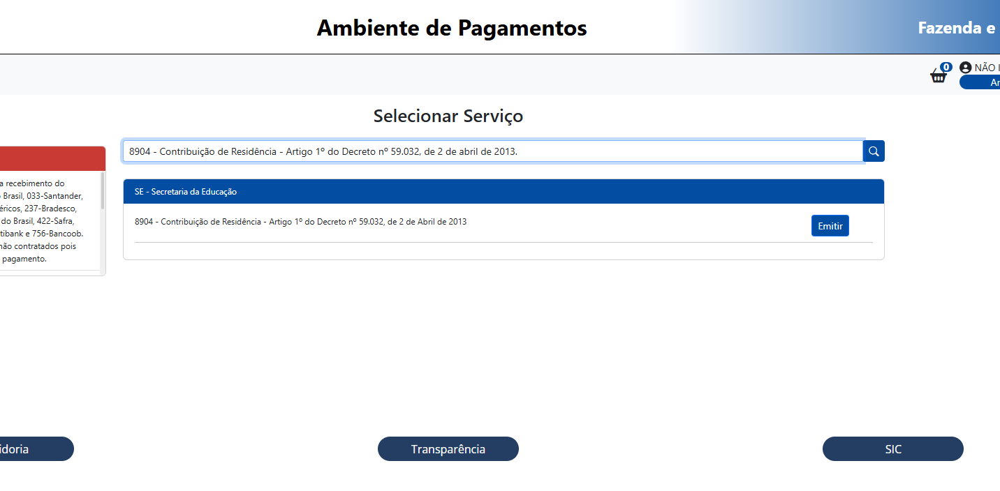 Ambiente de Pagamentos
Fazenda e
0
NÃO
Selecionar Serviço
8904 - Contribuição de Residência - Artigo 1º do Decreto nº 59.032, de 2 de abril de 2013.
a recebimento do
Brasil, 033-Santander,
éricos, 237-Bradesco,
do Brasil, 422-Safra,
tibank e 756-Bancoob.
não contratados pois
pagamento.
SE - Secretaria da Educação
8904 - Contribuição de Residência - Artigo 1º do Decreto nº 59.032, de 2 de Abril de 2013
Emitir
idoria
Transparência
SIC